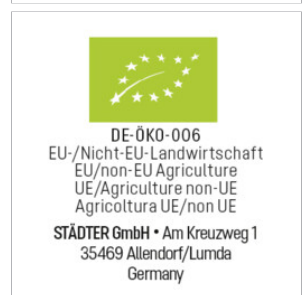 DE-ÖKO-006
EU-/Nicht-EU-Landwirtschaft
EU/non-EU Agriculture
UE/Agriculture non-UE
Agricoltura UE/non UE
STÄDTER GmbH • Am Kreuzweg 1
35469 Allendorf/Lumda
Germany